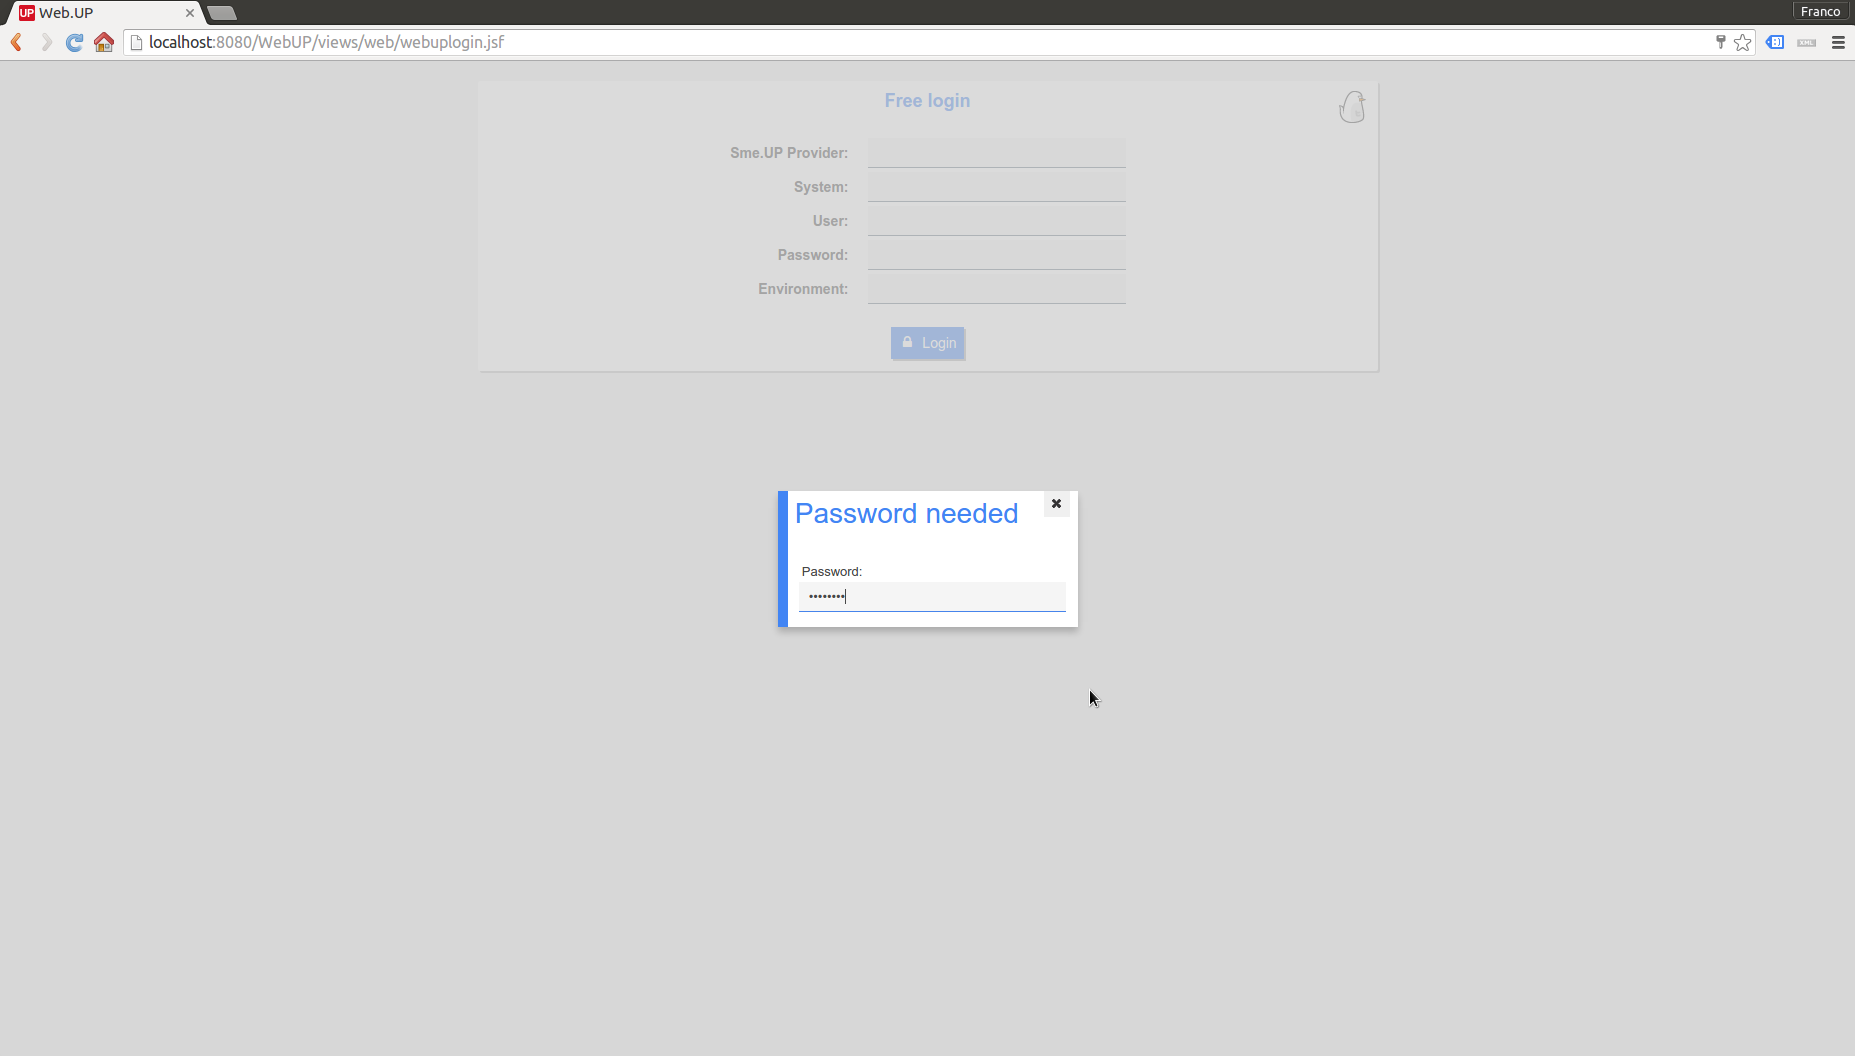 UP Web.UP
Franco
localhost:8080/WebUP/views/web/webuplogin.jsf
Free login
Sme.UP Provider:
System:
User:
Password:
Environment:
Login
Password needed
Password:
••••••••